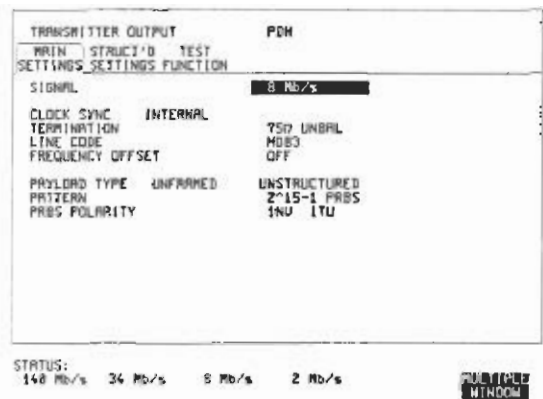 TRANSMITTER OUTPUT PDH
MAIN STRUCT'D TEST
SETTINGS SETTINGS FUNCTION
SIGNAL 8 Mb/s
CLOCK SYNC INTERNAL
TERMINATION 75Ω UNBAL
LINE CODE HDB3
FREQUENCY OFFSET OFF
PAYLOAD TYPE UNFRAMED UNSTRUCTURED
PATTERN 2^15-1 PRBS
PRBS POLARITY INV ITU
STATUS:
140 Mb/s 34 Mb/s 8 Mb/s 2 Mb/s MULTIPLE
WINDOW